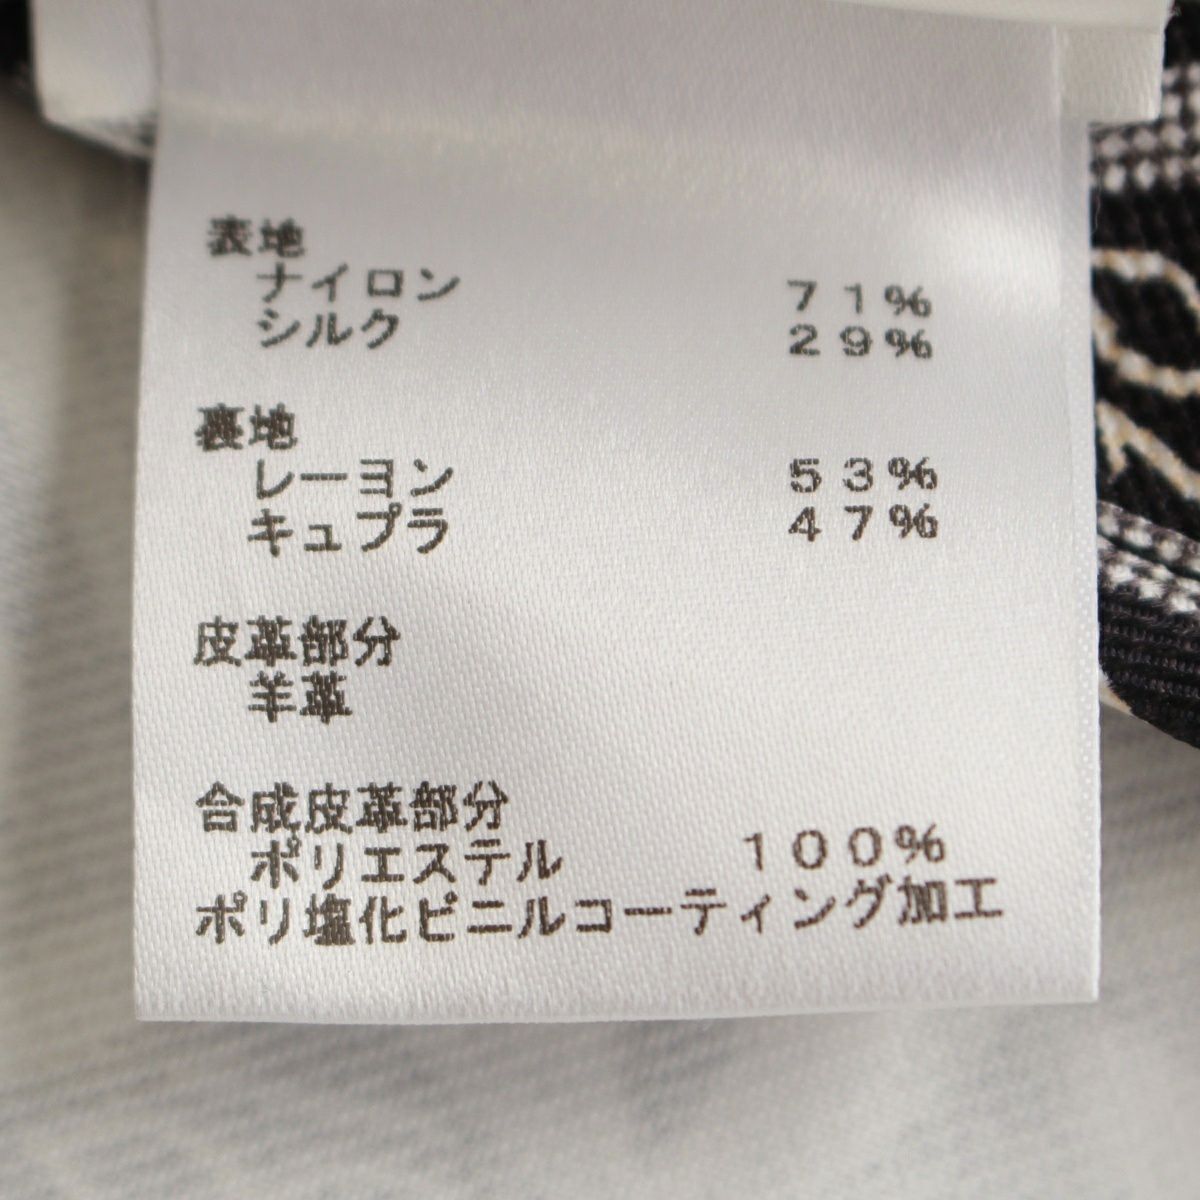 表地
ナイロン 71%
シルク 29%
裏地
レーヨン 53%
キュプラ 47%
皮革部分
羊革
合成皮革部分
ポリエステル 100%
ポリ塩化ビニルコーティング加工